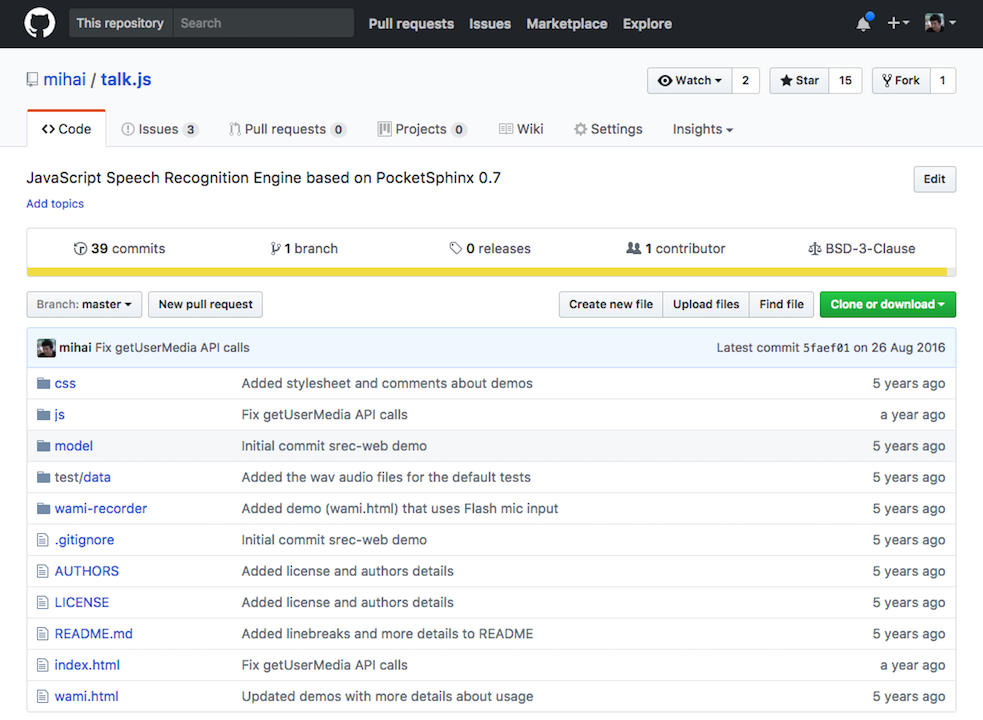 This repository Search Pull requests Issues Marketplace Explore
mihai / talk.js Watch 2 Star 15 Fork 1
Code Issues 3 Pull requests 0 Projects 0 Wiki Settings Insights
JavaScript Speech Recognition Engine based on PocketSphinx 0.7 Edit
Add topics
39 commits 1 branch 0 releases 1 contributor BSD-3-Clause
Branch: master New pull request Create new file Upload files Find file Clone or download
mihai Fix getUserMedia API calls Latest commit 5faef01 on 26 Aug 2016
css Added stylesheet and comments about demos 5 years ago
js Fix getUserMedia API calls a year ago
model Initial commit srec-web demo 5 years ago
test/data Added the wav audio files for the default tests 5 years ago
wami-recorder Added demo (wami.html) that uses Flash mic input 5 years ago
.gitignore Initial commit srec-web demo 5 years ago
AUTHORS Added license and authors details 5 years ago
LICENSE Added license and authors details 5 years ago
README.md Added linebreaks and more details to README 5 years ago
index.html Fix getUserMedia API calls a year ago
wami.html Updated demos with more details about usage 5 years ago